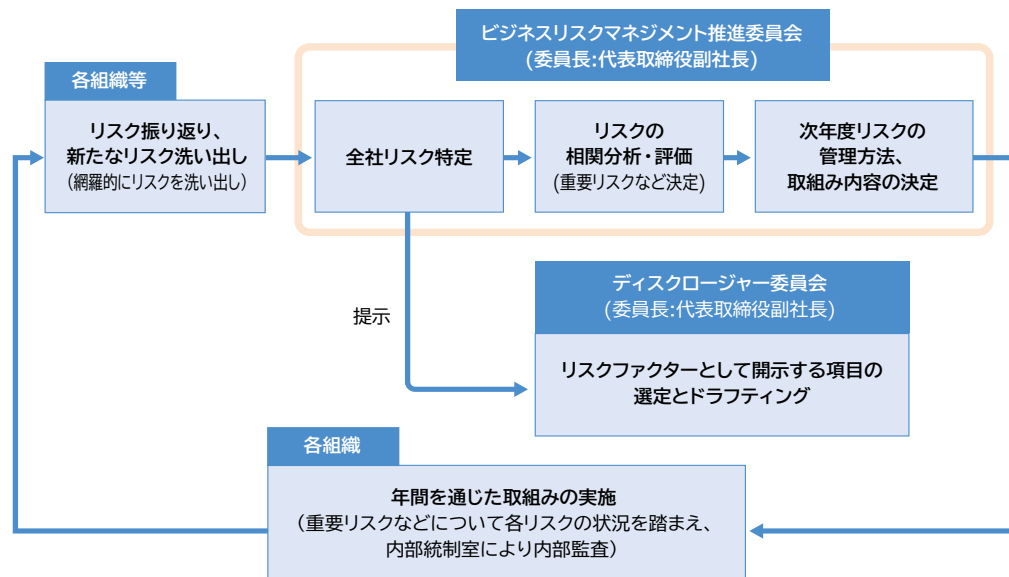 ビジネスリスクマネジメント推進委員会
(委員長:代表取締役副社長)
各組織等
リスク振り返り、
新たなリスク洗い出し
(網羅的にリスクを洗い出し)
全社リスク特定
リスクの
相関分析・評価
(重要リスクなど決定)
次年度リスクの
管理方法、
取組み内容の決定
提示
ディスクロージャー委員会
(委員長:代表取締役副社長)
リスクファクターとして開示する項目の
選定とドラフティング
各組織
年間を通じた取組みの実施
（重要リスクなどについて各リスクの状況を踏まえ、
内部統制室により内部監査）